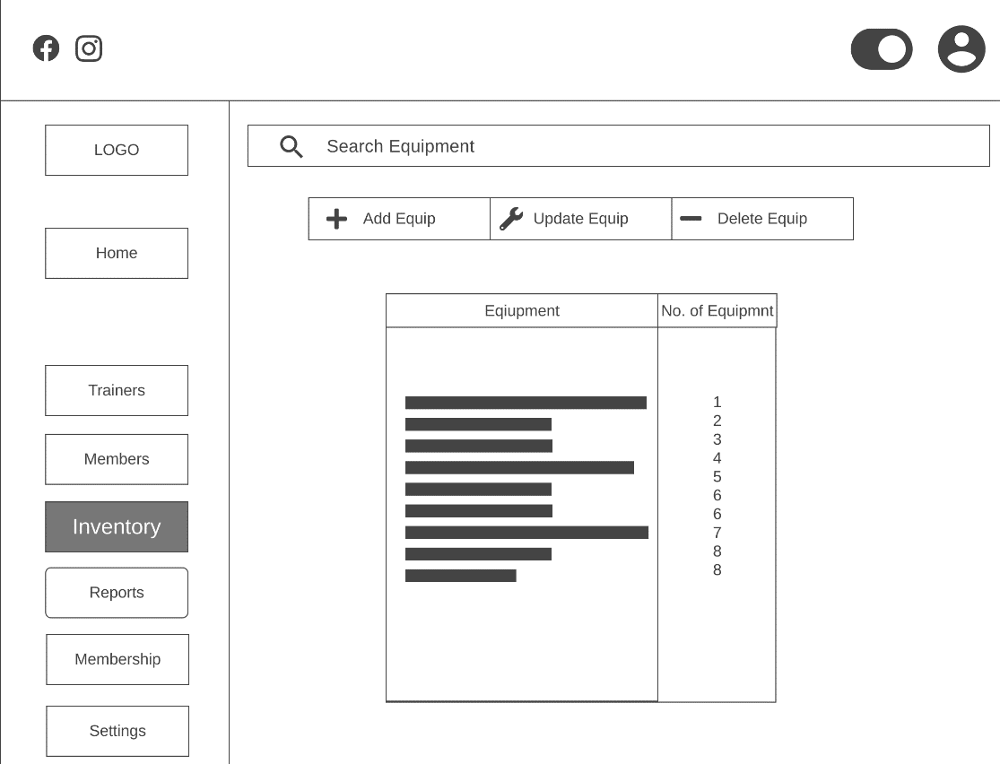 LOGO
Home
Trainers
Members
Inventory
Reports
Membership
Settings
Search Equipment
Add Equip
Update Equip
Delete Equip
Eqiupment
No. of Equipmnt
1
2
3
4
5
6
6
7
8
8